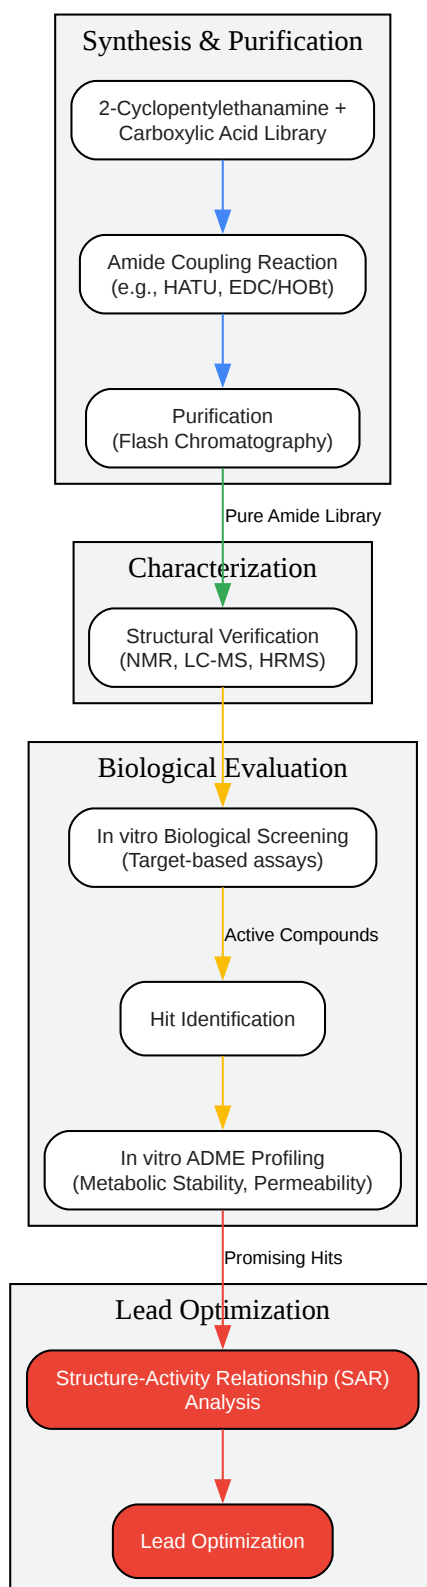 Synthesis & Purification
2-Cyclopentylethanamine +
Carboxylic Acid Library
Amide Coupling Reaction
(e.g., HATU, EDC/HOBt)
Purification
(Flash Chromatography)
Pure Amide Library
Characterization
Structural Verification
(NMR, LC-MS, HRMS)
Biological Evaluation
In vitro Biological Screening
(Target-based assays)
Active Compounds
Hit Identification
In vitro ADME Profiling
(Metabolic Stability, Permeability)
Promising Hits
Lead Optimization
Structure-Activity Relationship (SAR)
Analysis
Lead Optimization